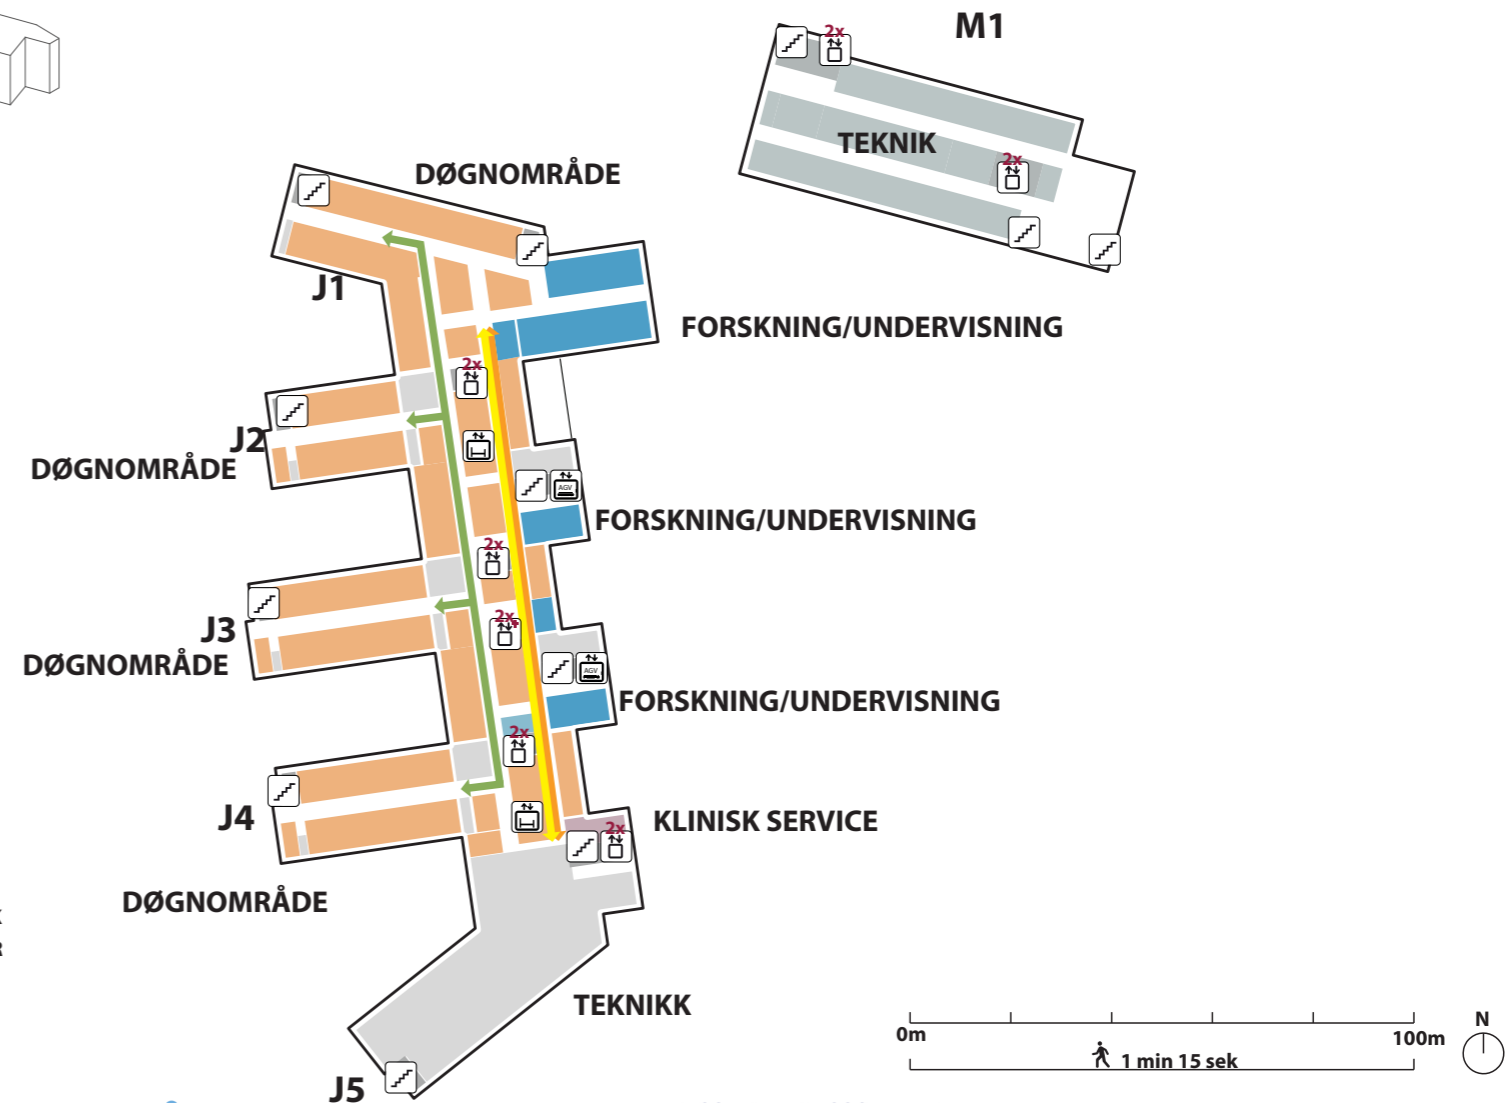 M1
2x
TEKNIK
2x
DØGNOMRÅDE
J1
FORSKNING/UNDERVISNING
2x
J2
DØGNOMRÅDE
AGV
FORSKNING/UNDERVISNING
2x
2x
J3
DØGNOMRÅDE
AGV
FORSKNING/UNDERVISNING
2x
J4
KLINISK SERVICE
2x
DØGNOMRÅDE
K
R
TEKNIKK
J5
0m
100m
1 min 15 sek
N